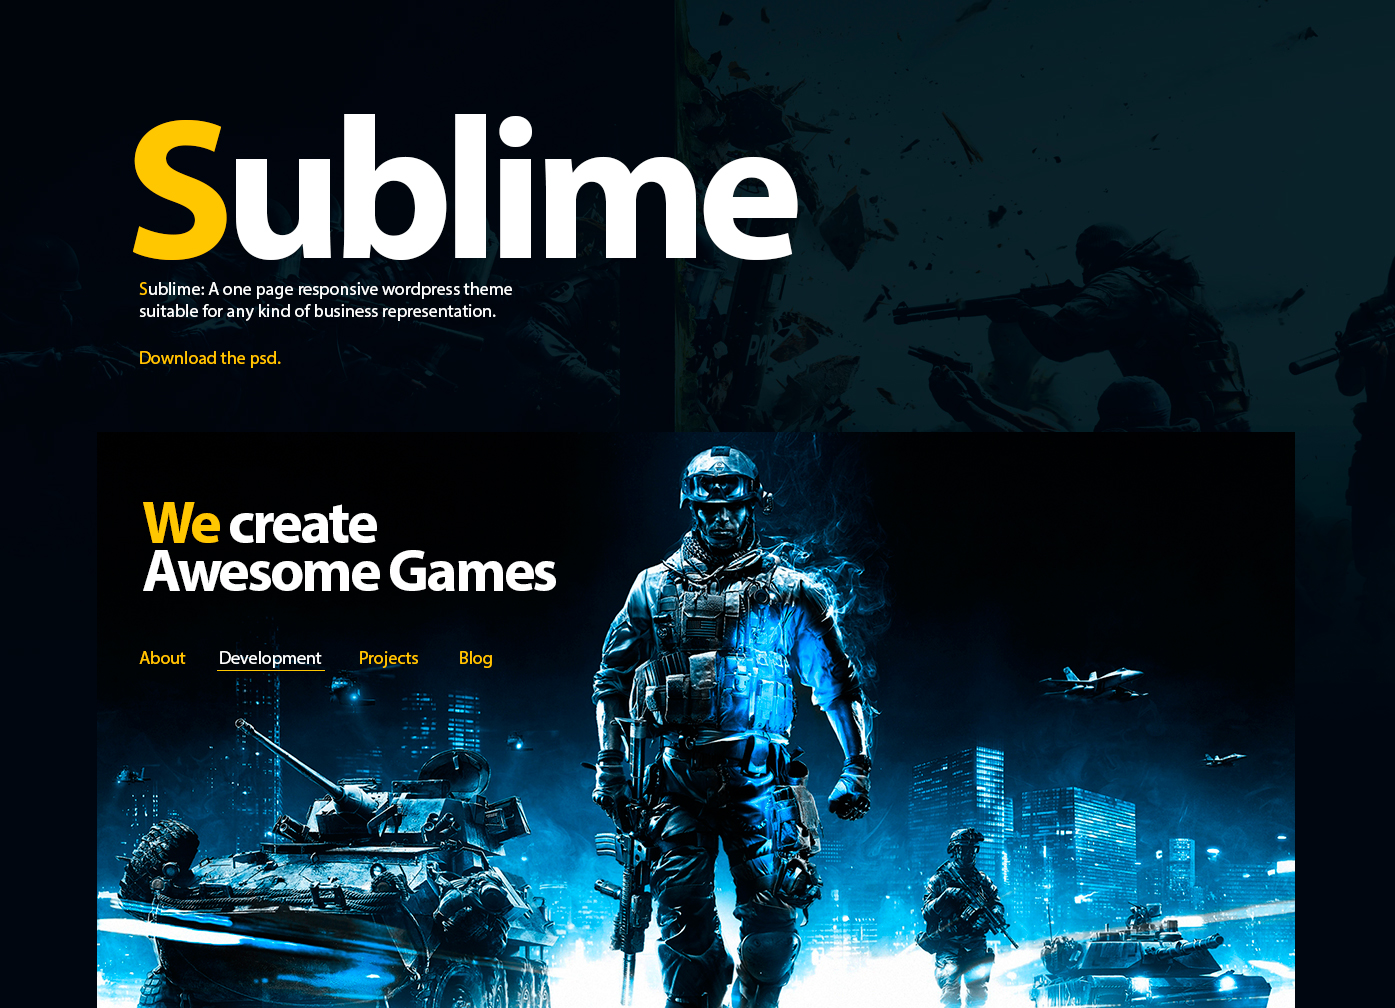 Sublime
Sublime: A one page responsive wordpress theme
suitable for any kind of business representation.
Download the psd.
We create
Awesome Games
About Development Projects Blog